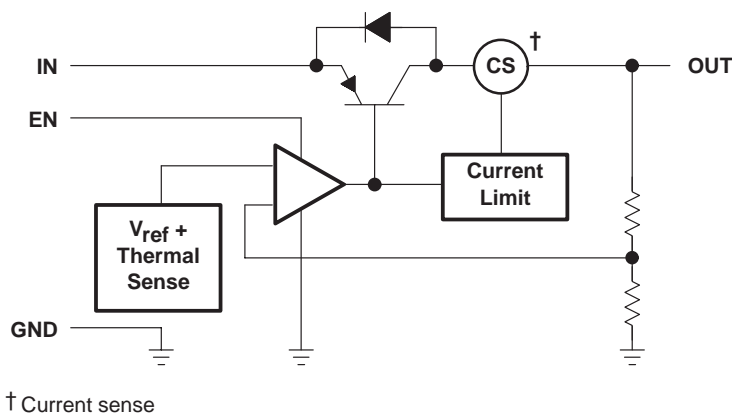 †
IN
CS
OUT
EN
Current
Limit
Vref +
Thermal
Sense
GND
† Current sense